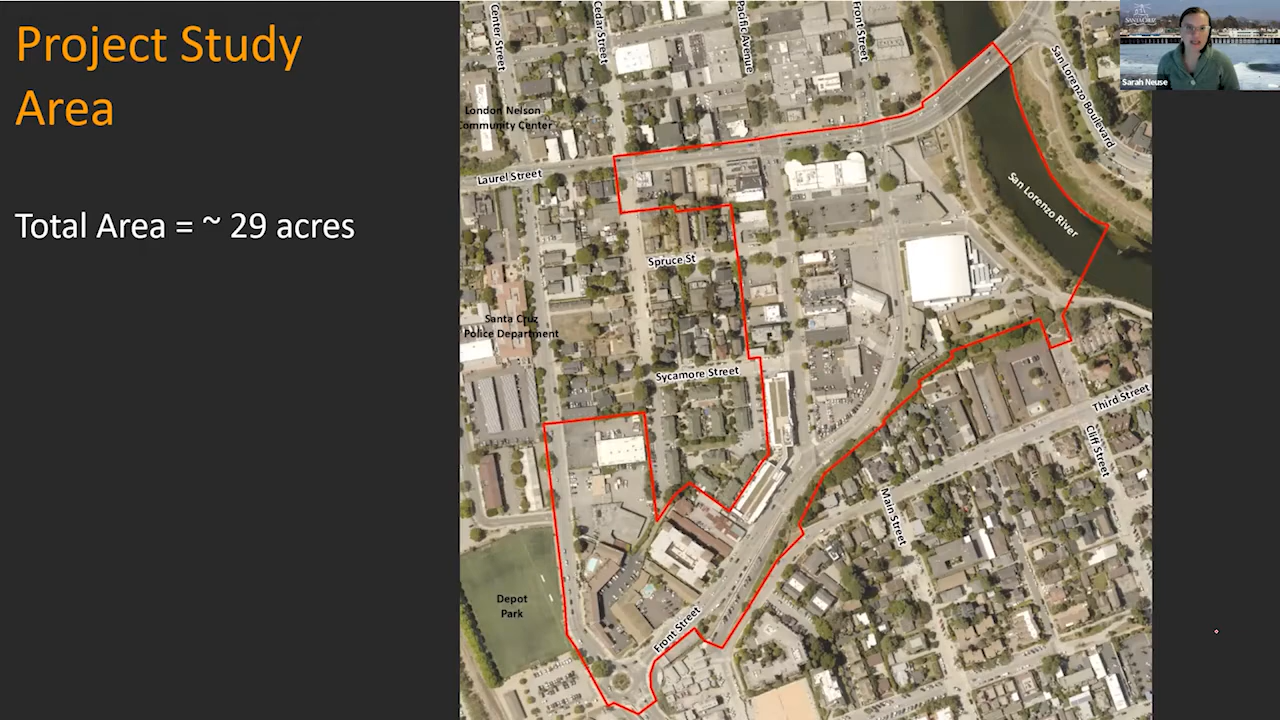 Project Study
Area
Total Area = ~ 29 acres
Center Street
Cedar Street
Pacific Avenue
Front Street
SANTA CRUZ
Sarah Neuse
San Lorenzo Boulevard
London Nelson
Community Center
Laurel Street
San Lorenzo River
Spruce St
Santa Cruz
Police Department
Sycamore Street
Third Street
Cliff Street
Main Street
Depot
Park
Front Street